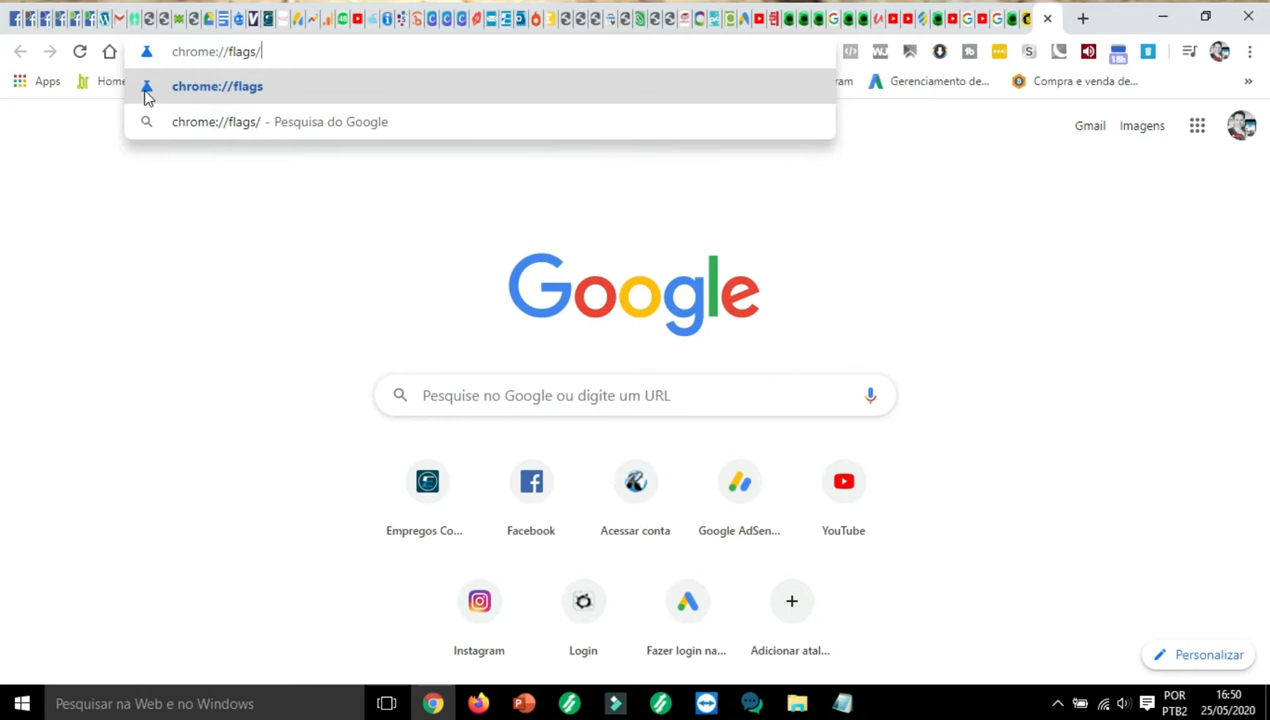 chrome://flags/
18h
Apps
Home
ram
Gerenciamento de...
Compra e venda de...
»
chrome://flags
chrome://flags/ - Pesquisa do Google
Gmail
Imagens
Google
Pesquise no Google ou digite um URL
Empregos Co...
Facebook
Acessar conta
Google AdSen...
YouTube
Instagram
Login
Fazer login na...
Adicionar atal...
Personalizar
Pesquisar na Web e no Windows
POR
PTB2
16:50
25/05/2020